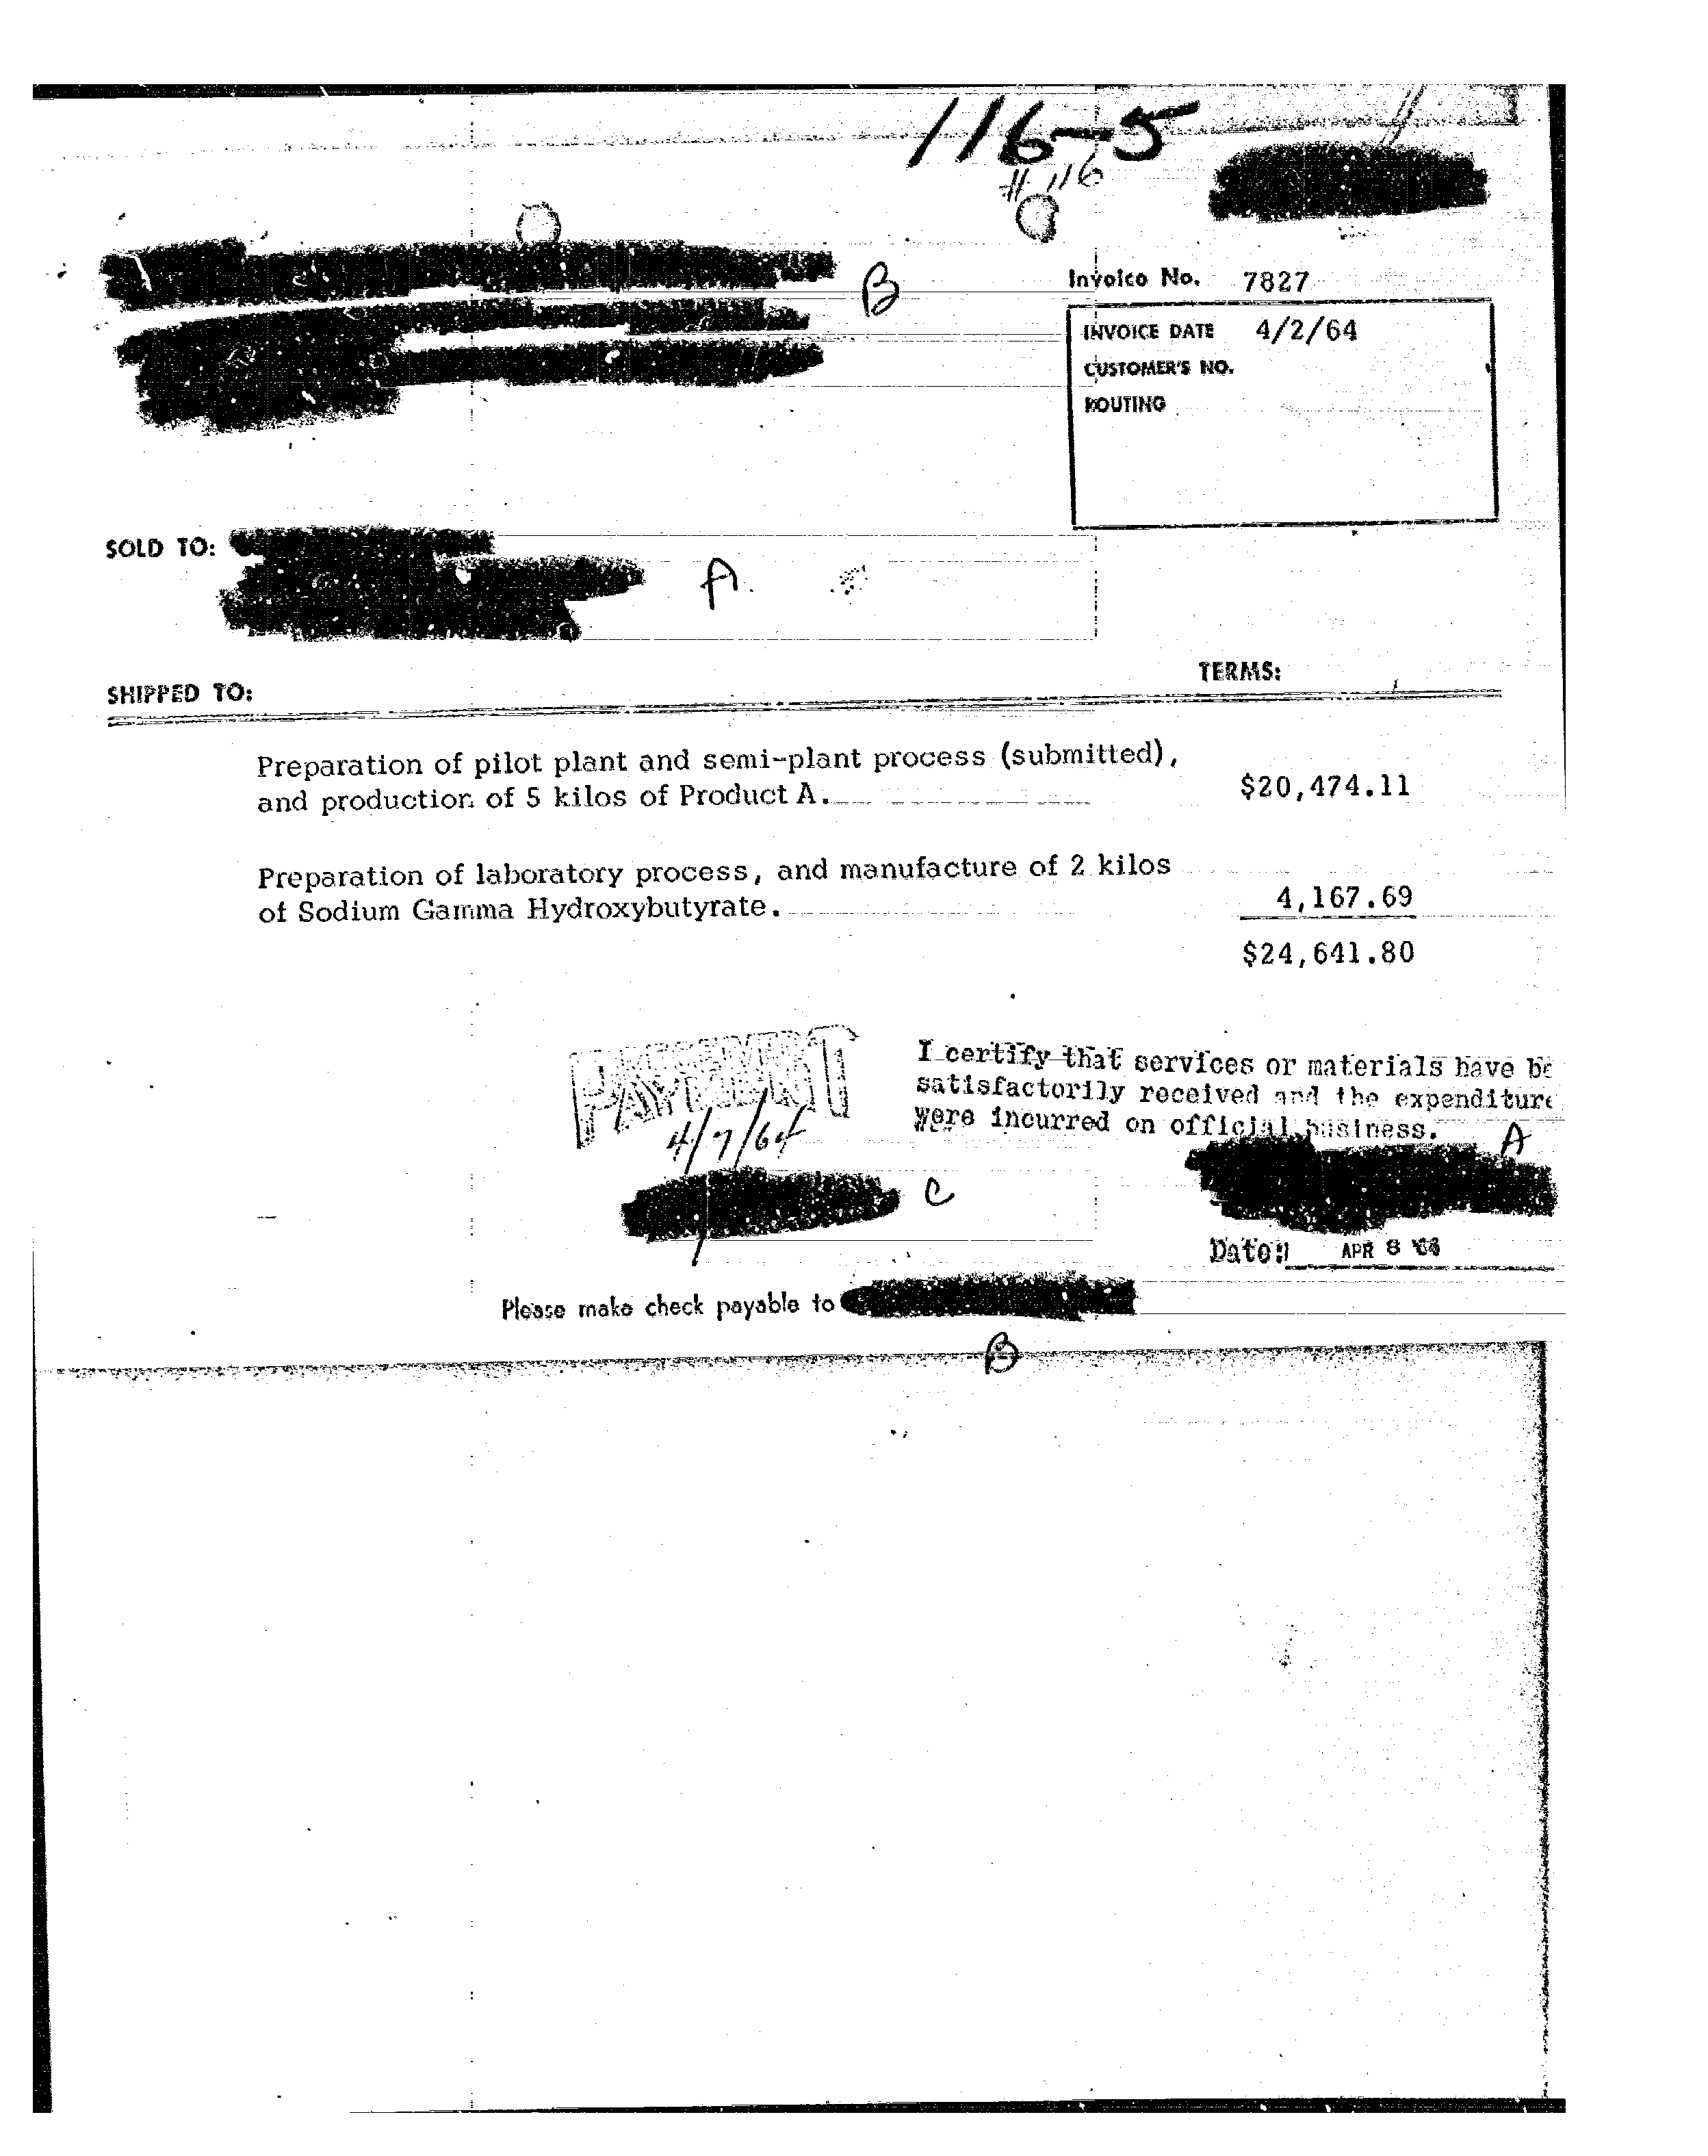 116-5
# 116
B
Invoice No. 7827
INVOICE DATE 4/2/64
CUSTOMER'S NO.
ROUTING
SOLD TO:
A.
TERMS:
SHIPPED TO:
Preparation of pilot plant and semi-plant process (submitted),
and production of 5 kilos of Product A. $20,474.11
Preparation of laboratory process, and manufacture of 2 kilos
of Sodium Gamma Hydroxybutyrate. 4,167.69
$24,641.80
PAYMENT
4/7/64
C
I certify that services or materials have be
satisfactorily received and the expenditure
were incurred on official business.
A
Date: APR 8 '64
Please make check payable to
B